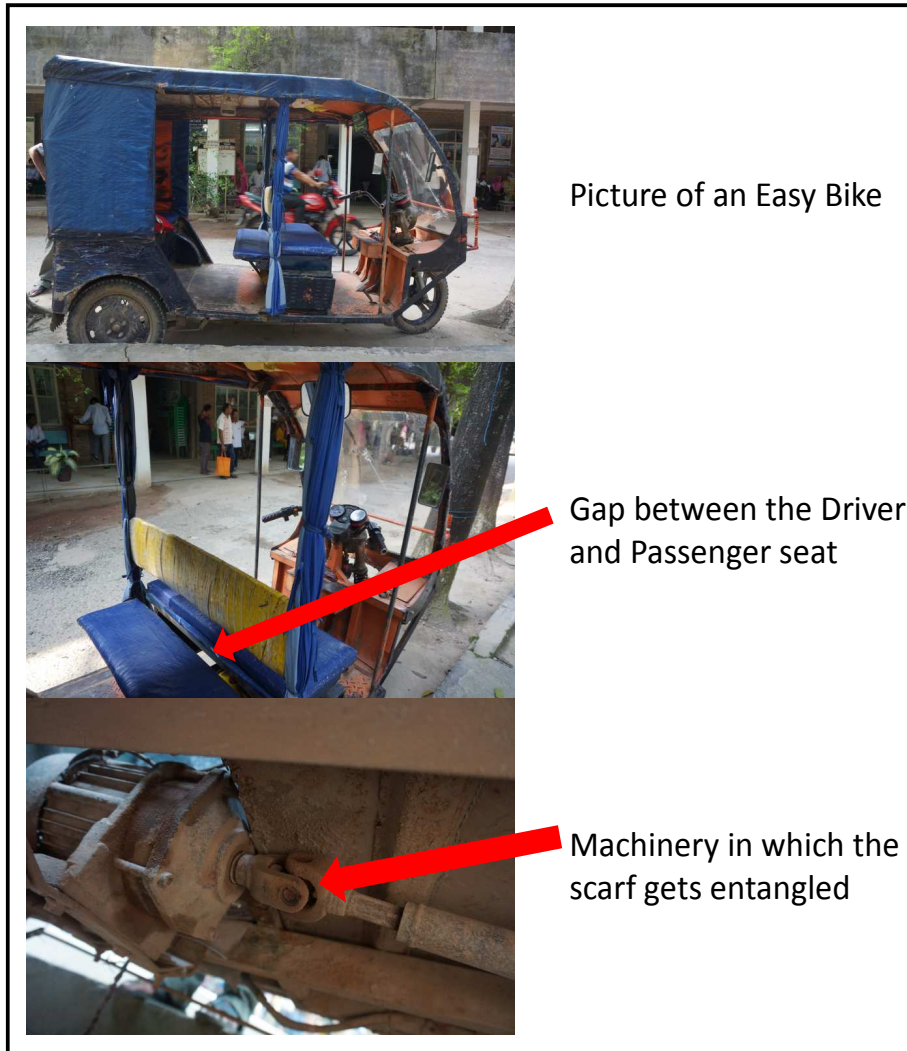 Picture of an Easy Bike
Gap between the Driver
and Passenger seat
Machinery in which the
scarf gets entangled